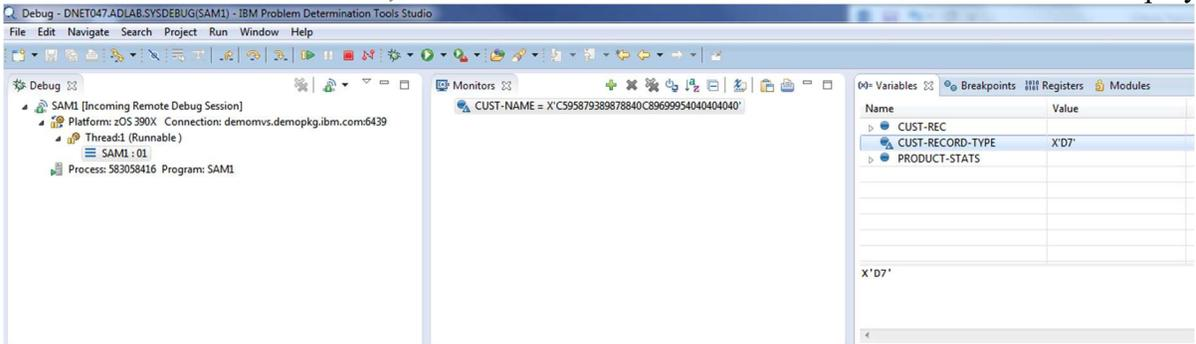 Debug - DNET047.ADLAB.SYSDEBUG(SAM1) - IBM Problem Determination Tools Studio
File Edit Navigate Search Project Run Window Help
Debug
SAM1 [Incoming Remote Debug Session]
Platform: zOS 390X Connection: demomvs.demopkg.ibm.com:6439
Thread:1 (Runnable )
SAM1 : 01
Process: 583058416 Program: SAM1
Monitors
CUST-NAME = X'C595879389878840C89699954040404040'
(x)= Variables Breakpoints Registers Modules
Name Value
CUST-REC
CUST-RECORD-TYPE X'D7'
PRODUCT-STATS
X'D7'